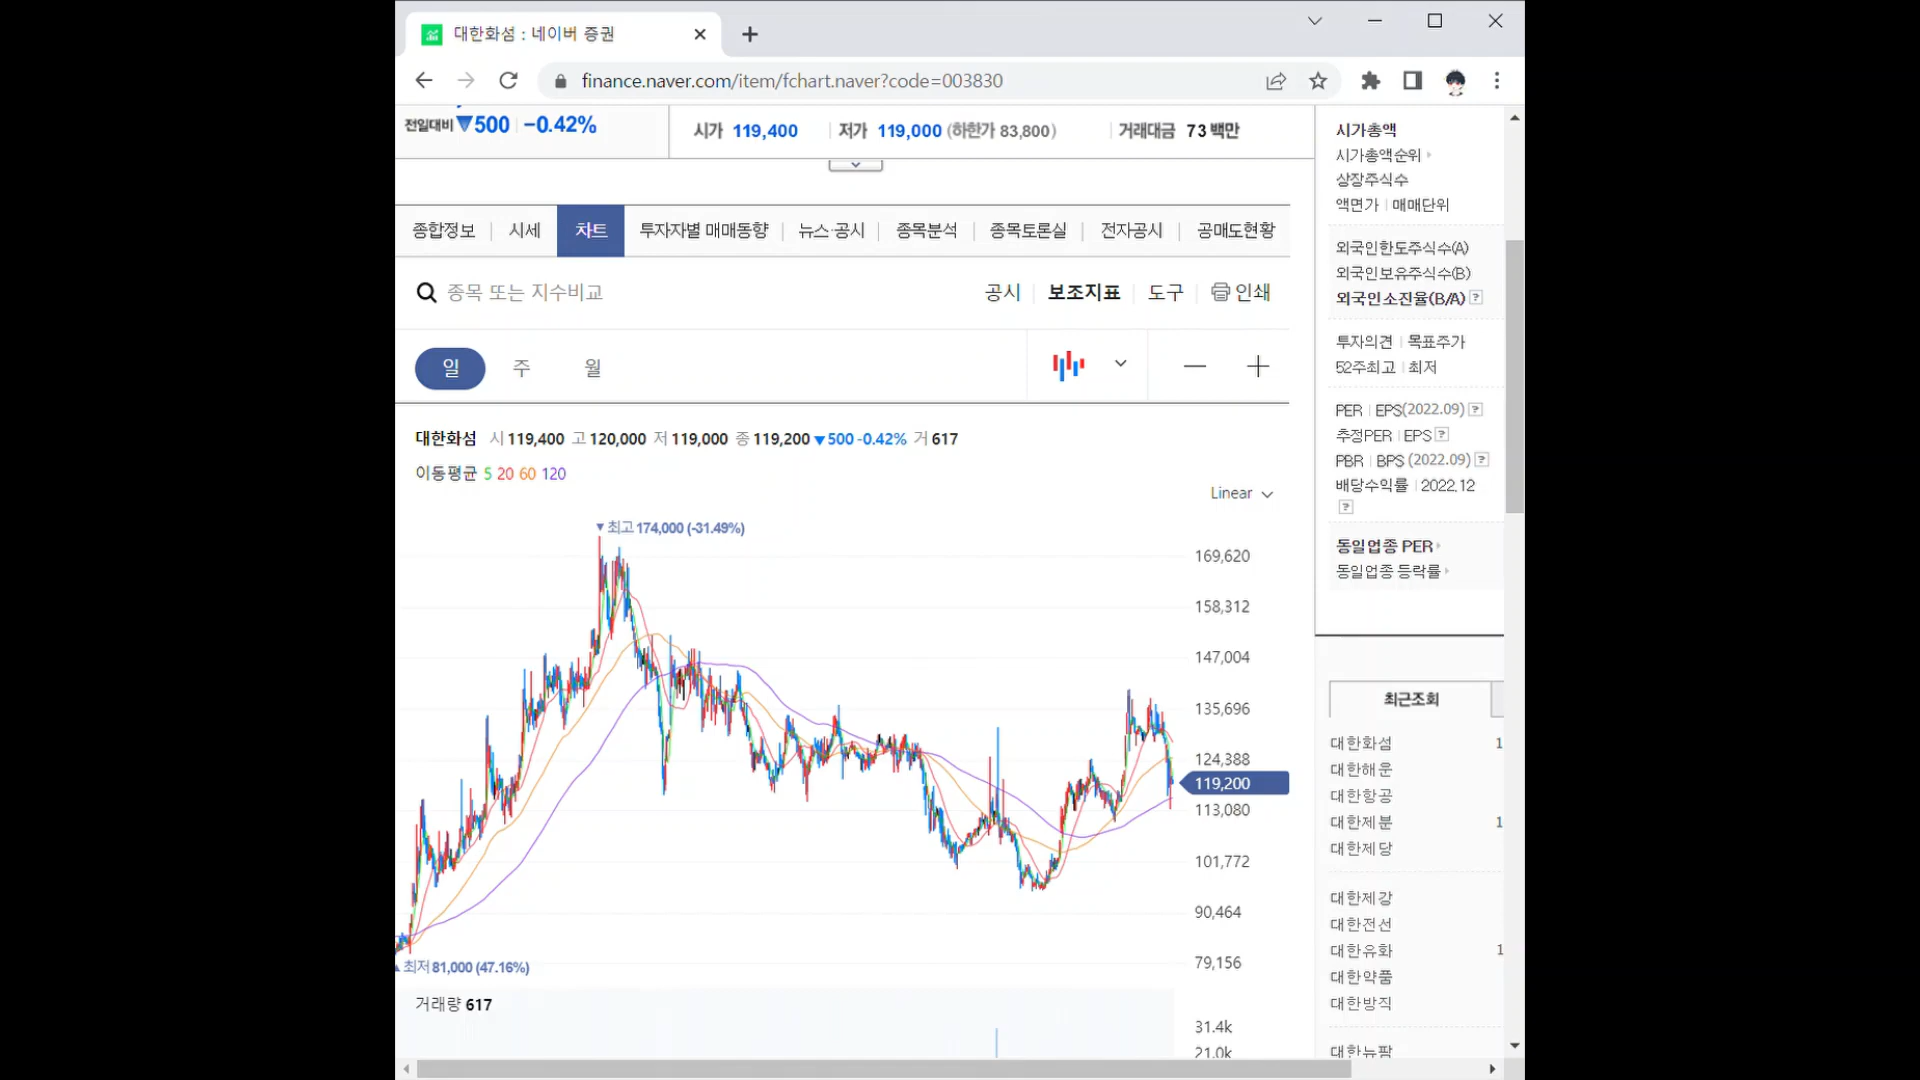 대한화섬 : 네이버 증권
finance.naver.com/item/fchart.naver?code=003830
전일대비 ▼500 -0.42%
시가 119,400 저가 119,000 (하한가 83,800) 거래대금 73 백만
종합정보 시세 차트 투자자별 매매동향 뉴스·공시 종목분석 종목토론실 전자공시 공매도현황
종목 또는 지수비교 공시 보조지표 도구 인쇄
일 주 월
대한화섬 시 119,400 고 120,000 저 119,000 종 119,200 ▼500 -0.42% 거 617
이동평균 5 20 60 120
Linear
▼최고 174,000 (-31.49%)
169,620
158,312
147,004
135,696
124,388
119,200
113,080
101,772
90,464
79,156
▲최저 81,000 (47.16%)
거래량 617
31.4k
21.0k
시가총액
시가총액순위
상장주식수
액면가 매매단위
외국인한도주식수(A)
외국인보유주식수(B)
외국인소진율(B/A) ?
투자의견 목표주가
52주최고 최저
PER EPS(2022.09) ?
추정PER EPS ?
PBR BPS (2022.09) ?
배당수익률 2022.12
?
동일업종 PER
동일업종 등락률
최근조회
대한화섬 1
대한해운
대한항공
대한제분 1
대한제당
대한제강
대한전선
대한유화 1
대한약품
대한방직
대한뉴팜